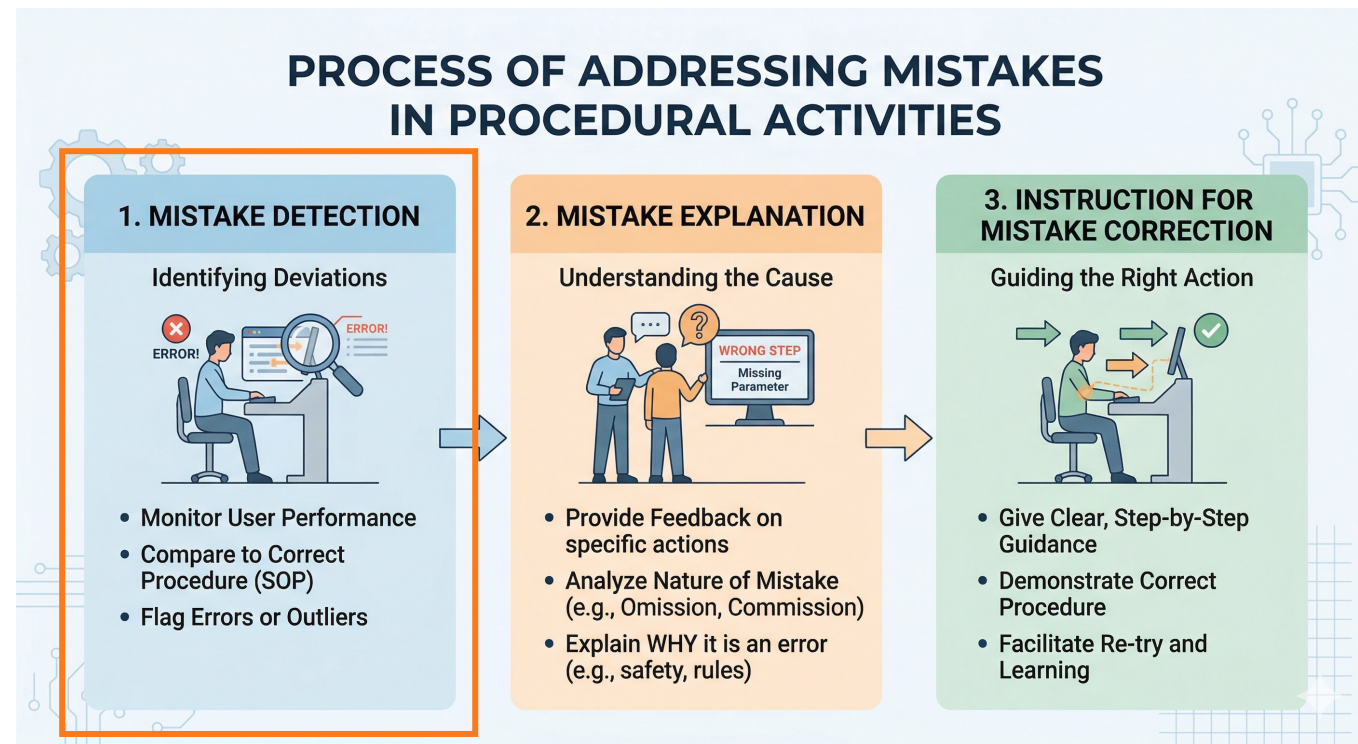 PROCESS OF ADDRESSING MISTAKES
IN PROCEDURAL ACTIVITIES
1. MISTAKE DETECTION
Identifying Deviations
ERROR!
ERROR!
• Monitor User Performance
• Compare to Correct
Procedure (SOP)
• Flag Errors or Outliers
2. MISTAKE EXPLANATION
Understanding the Cause
...
?
WRONG STEP
Missing
Parameter
• Provide Feedback on
specific actions
• Analyze Nature of Mistake
(e.g., Omission, Commission)
• Explain WHY it is an error
(e.g., safety, rules)
3. INSTRUCTION FOR
MISTAKE CORRECTION
Guiding the Right Action
• Give Clear, Step-by-Step
Guidance
• Demonstrate Correct
Procedure
• Facilitate Re-try and
Learning